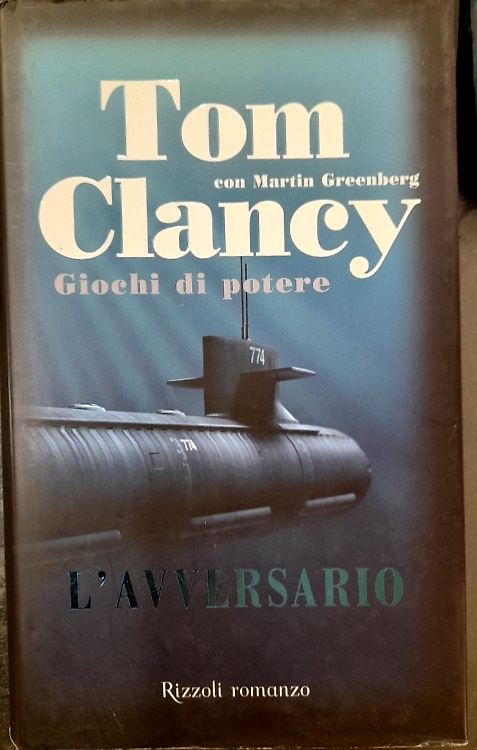 Tom
con Martin Greenberg
Clancy
Giochi di potere
774
774
L'AVVERSARIO
Rizzoli romanzo